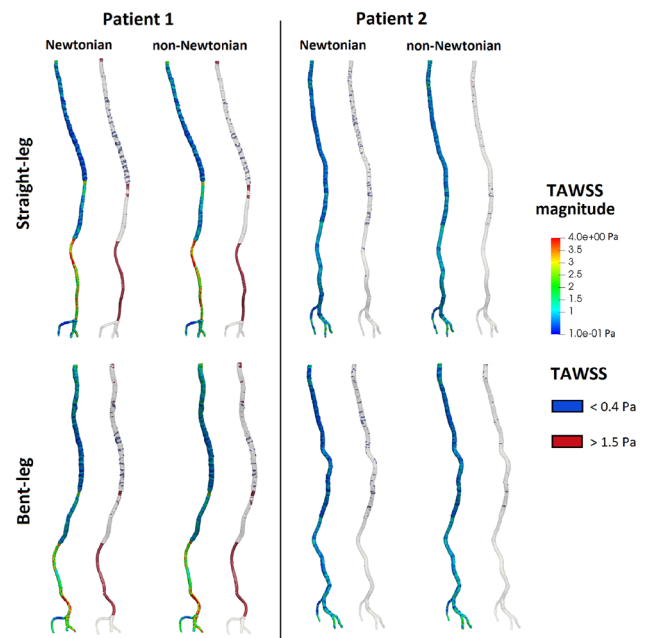 Patient 1
Patient 2
Newtonian
non-Newtonian
Newtonian
non-Newtonian
Straight-leg
TAWSS
magnitude
4.0e+00 Pa
3
2.5
2
1.5
1
1.0e-01 Pa
TAWSS
< 0.4 Pa
> 1.5 Pa
Bent-leg